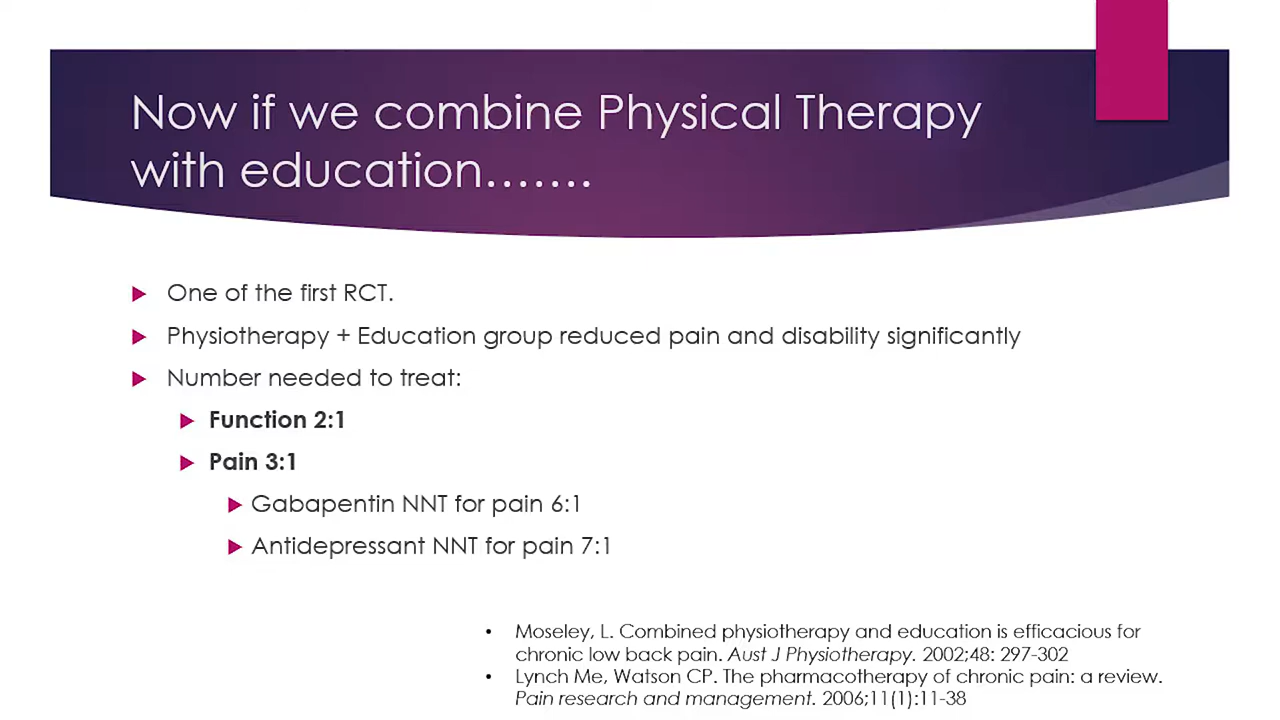 Now if we combine Physical Therapy
with education.......
One of the first RCT.
Physiotherapy + Education group reduced pain and disability significantly
Number needed to treat:
Function 2:1
Pain 3:1
Gabapentin NNT for pain 6:1
Antidepressant NNT for pain 7:1
• Moseley, L. Combined physiotherapy and education is efficacious for
chronic low back pain. Aust J Physiotherapy. 2002;48: 297-302
• Lynch Me, Watson CP. The pharmacotherapy of chronic pain: a review.
Pain research and management. 2006;11(1):11-38